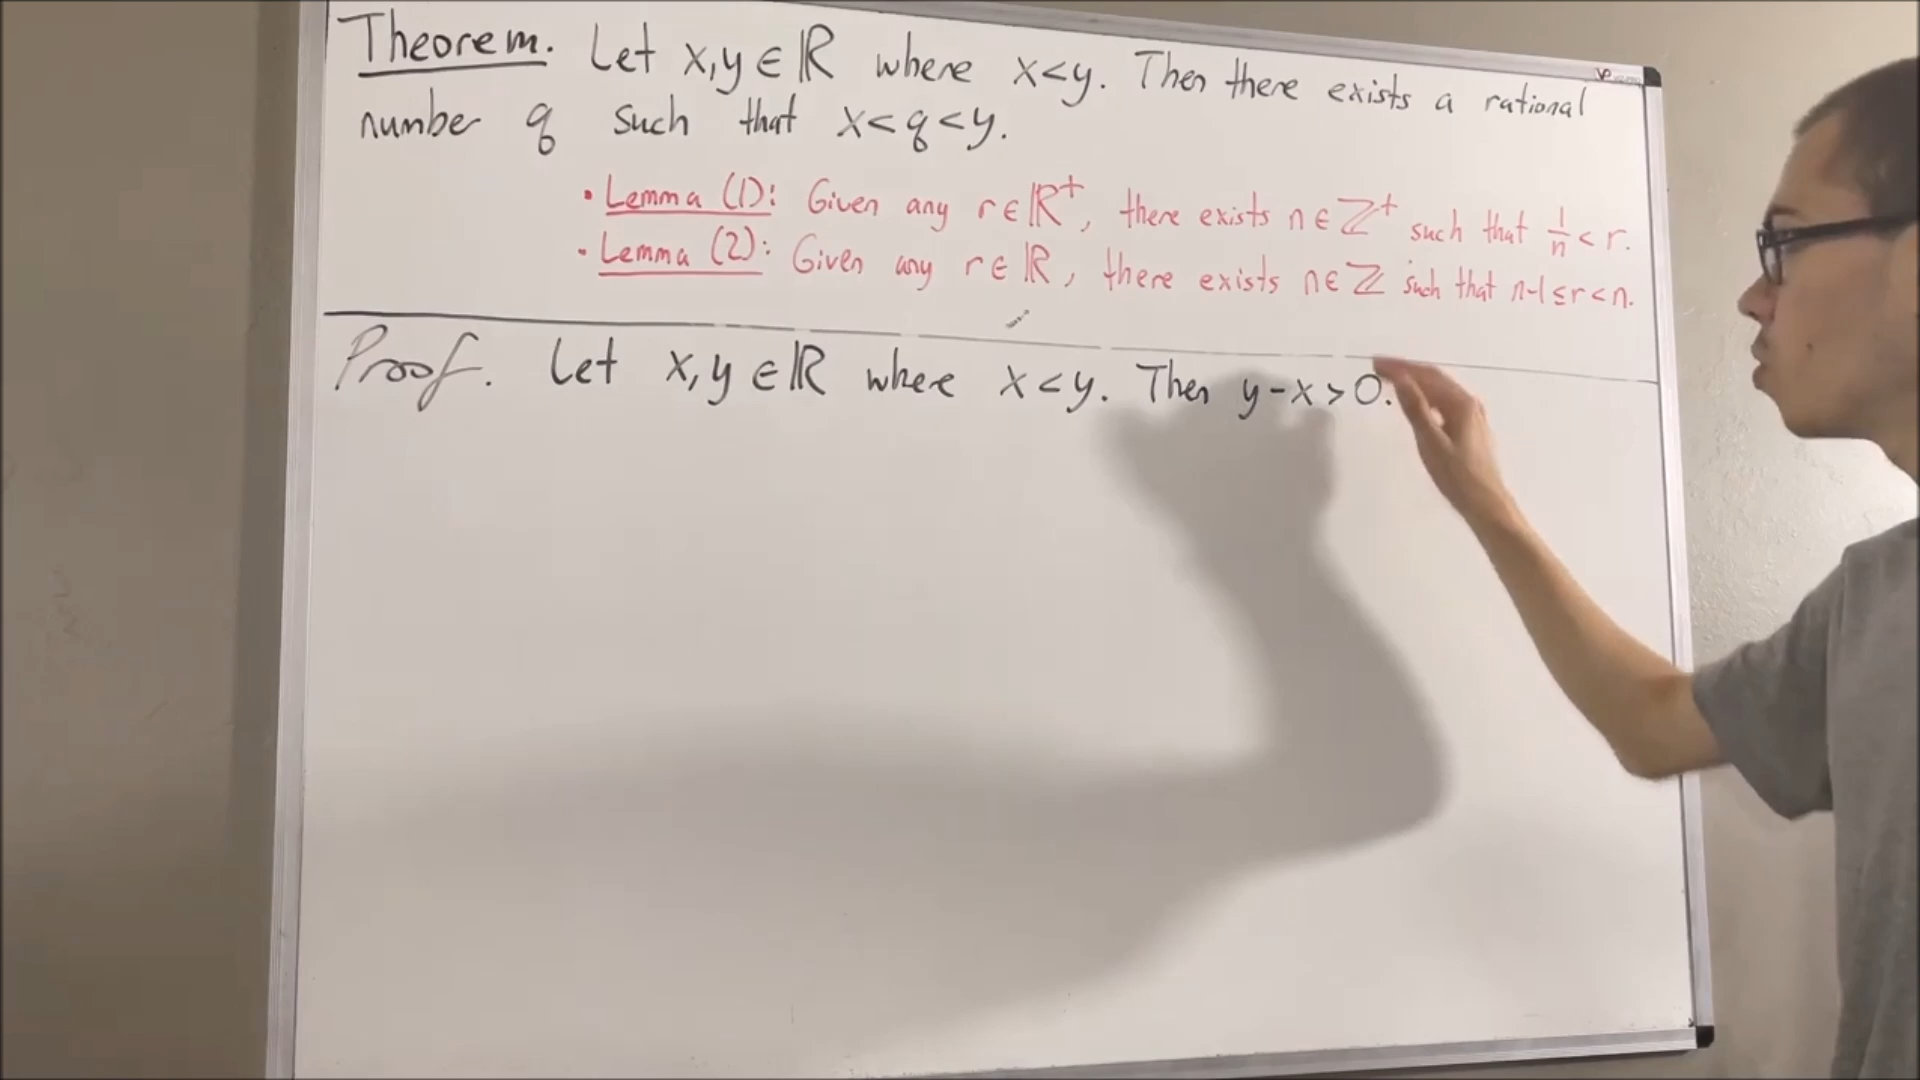 Theorem. Let x,y ∈ ℝ where x<y. Then there exists a rational
number q such that x<q<y.
• Lemma (1): Given any r∈ℝ⁺, there exists n∈ℤ⁺ such that 1/n < r.
• Lemma (2): Given any r∈ℝ, there exists n∈ℤ such that n-1≤r<n.
Proof. Let x,y ∈ ℝ where x<y. Then y-x>0.